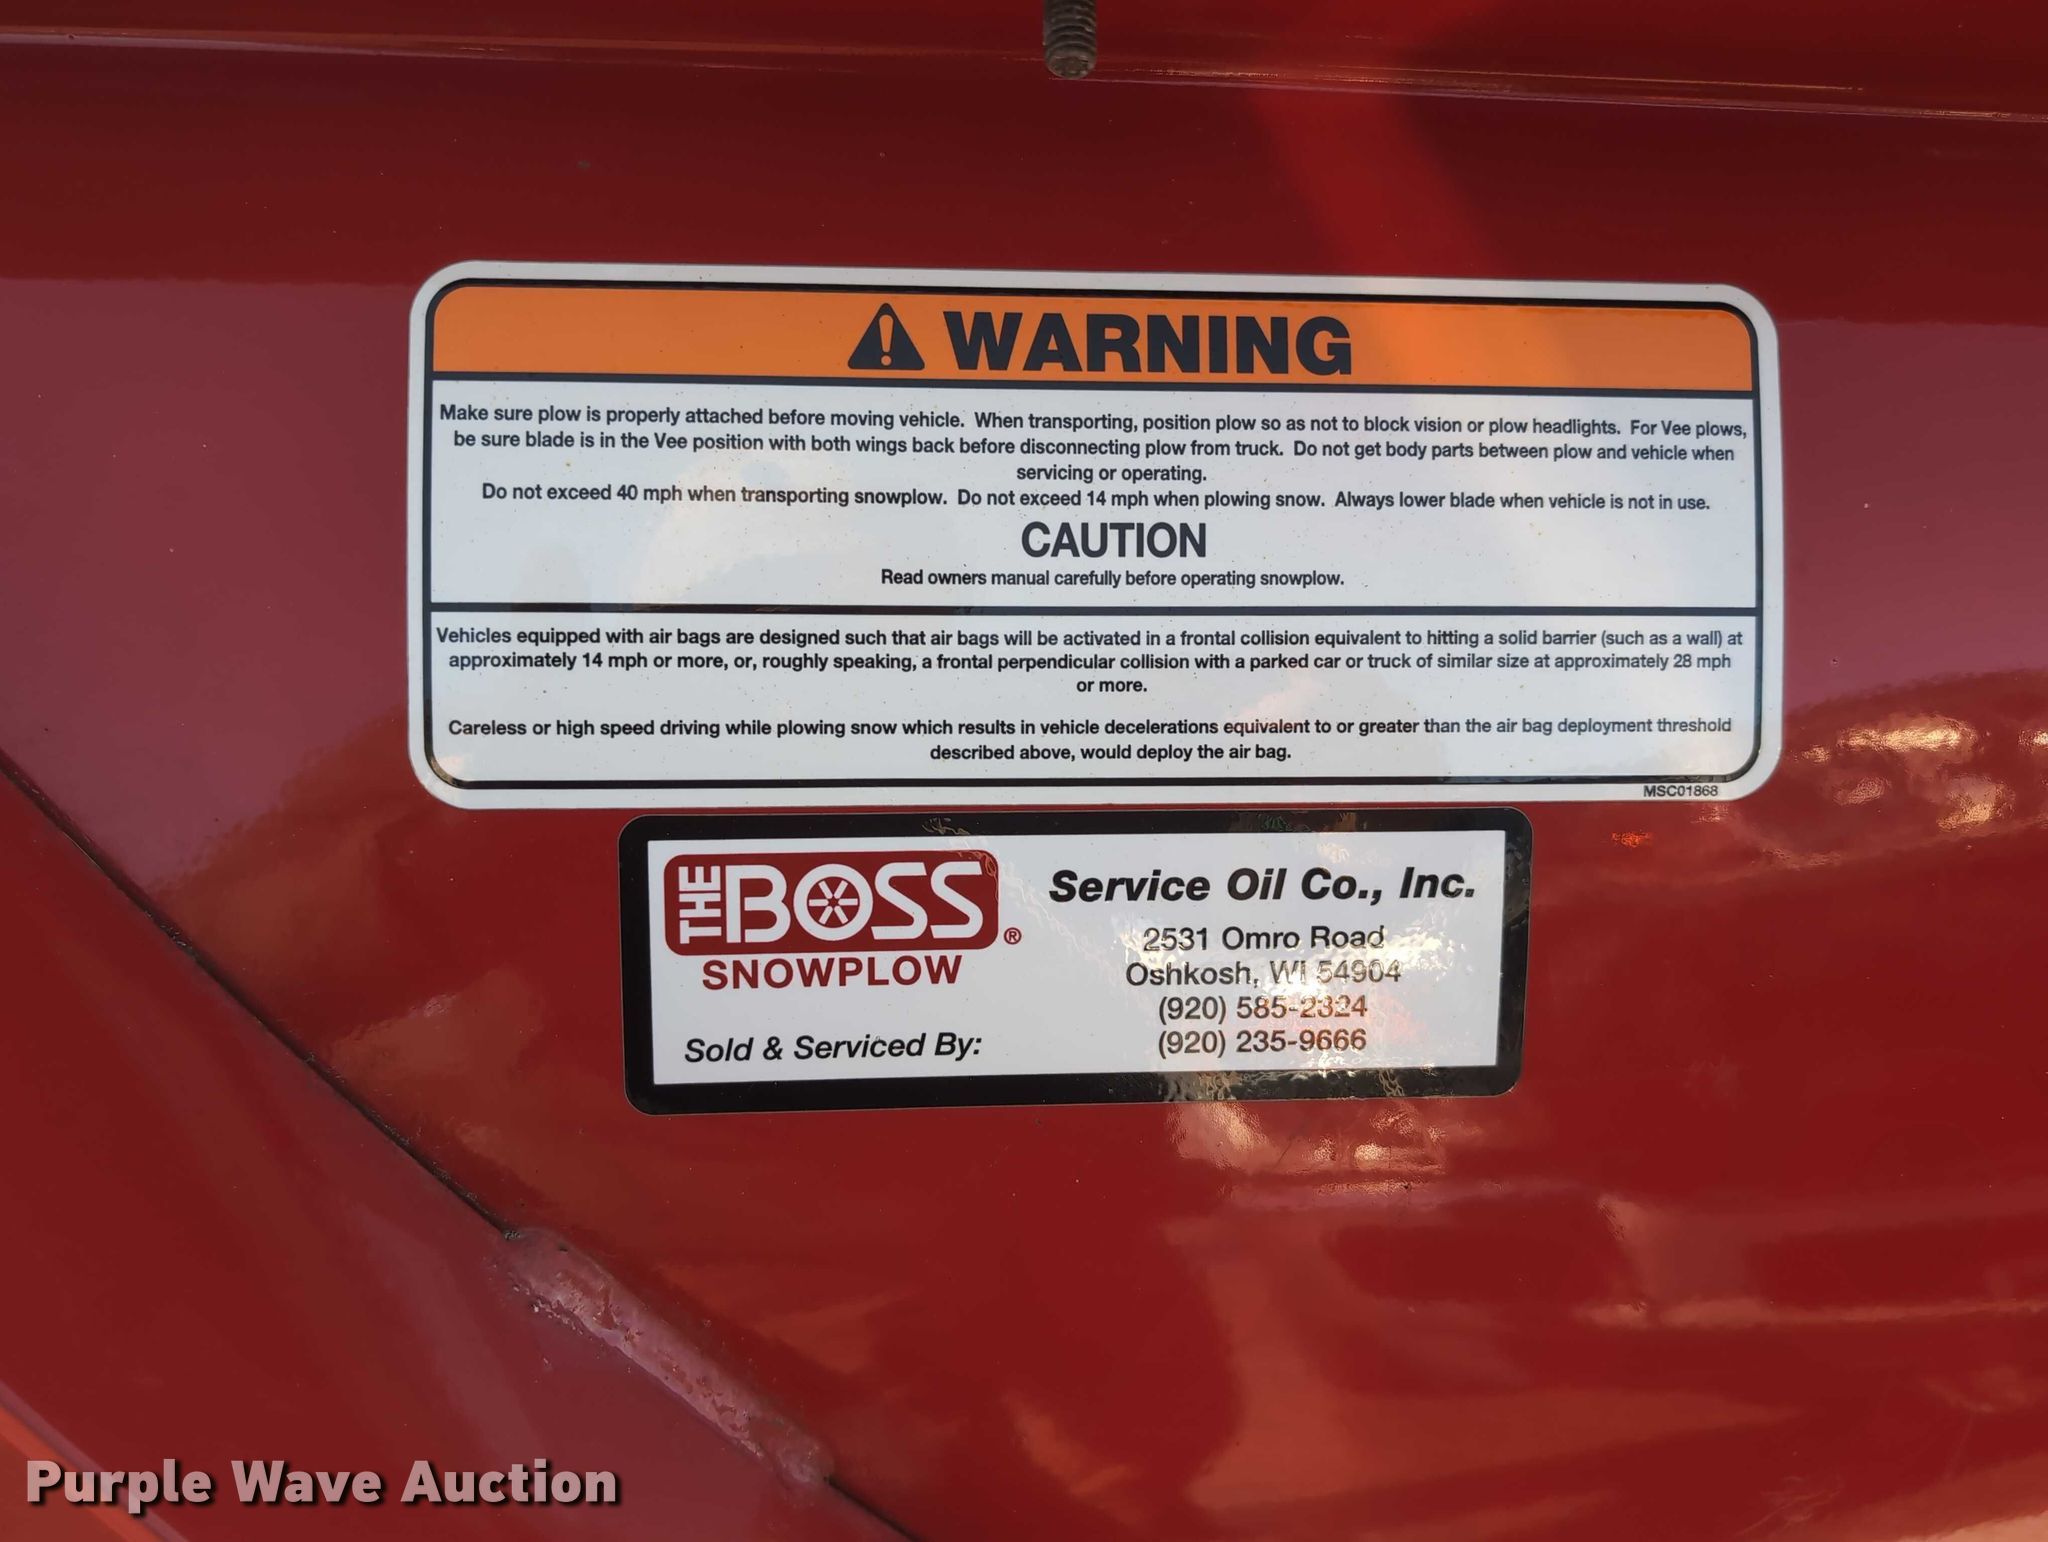 WARNING
Make sure plow is properly attached before moving vehicle. When transporting, position plow so as not to block vision or plow headlights. For Vee plows,
be sure blade is in the Vee position with both wings back before disconnecting plow from truck. Do not get body parts between plow and vehicle when
servicing or operating.
Do not exceed 40 mph when transporting snowplow. Do not exceed 14 mph when plowing snow. Always lower blade when vehicle is not in use.
CAUTION
Read owners manual carefully before operating snowplow.
Vehicles equipped with air bags are designed such that air bags will be activated in a frontal collision equivalent to hitting a solid barrier (such as a wall) at
approximately 14 mph or more, or, roughly speaking, a frontal perpendicular collision with a parked car or truck of similar size at approximately 28 mph
or more.
Careless or high speed driving while plowing snow which results in vehicle decelerations equivalent to or greater than the air bag deployment threshold
described above, would deploy the air bag.
MSC01868
THE BOSS®
SNOWPLOW
Sold & Serviced By:
Service Oil Co., Inc.
2531 Omro Road
Oshkosh, WI 54904
(920) 585-2324
(920) 235-9666
Purple Wave Auction